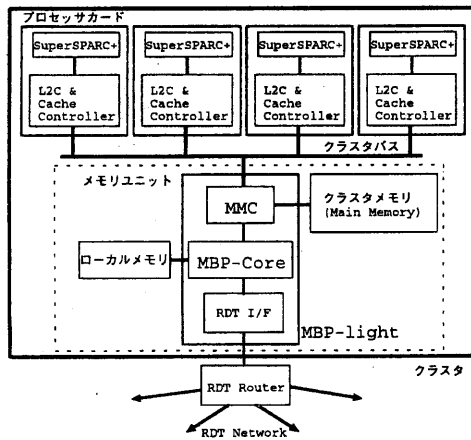 プロセッサカード
SuperSPARC+
SuperSPARC+
SuperSPARC+
SuperSPARC+
L2C &
Cache
Controller
L2C &
Cache
Controller
L2C &
Cache
Controller
L2C &
Cache
Controller
クラスタバス
メモリユニット
MMC
クラスタメモリ
(Main Memory)
ローカルメモリ
MBP-Core
RDT I/F
MBP-light
クラスタ
RDT Router
RDT Network